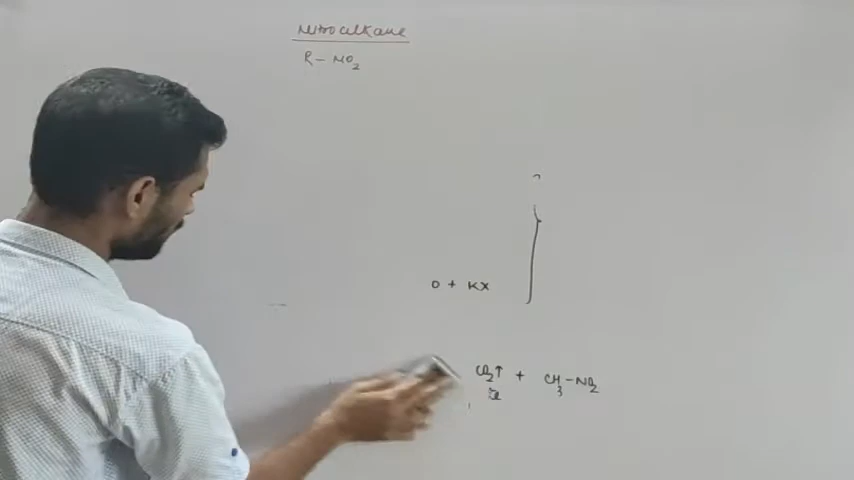 Nitroalkane
R - NO2
O + KX
CO2↑ + CH3-NO2